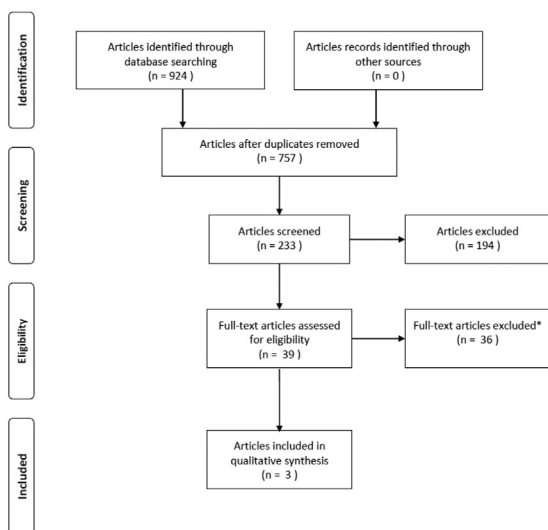 Identification
Articles identified through
database searching
(n = 924 )
Articles records identified through
other sources
(n = 0 )
Articles after duplicates removed
(n = 757 )
Screening
Articles screened
(n = 233 )
Articles excluded
(n = 194 )
Eligibility
Full-text articles assessed
for eligibility
(n = 39 )
Full-text articles excluded*
(n = 36 )
Included
Articles included in
qualitative synthesis
(n = 3 )